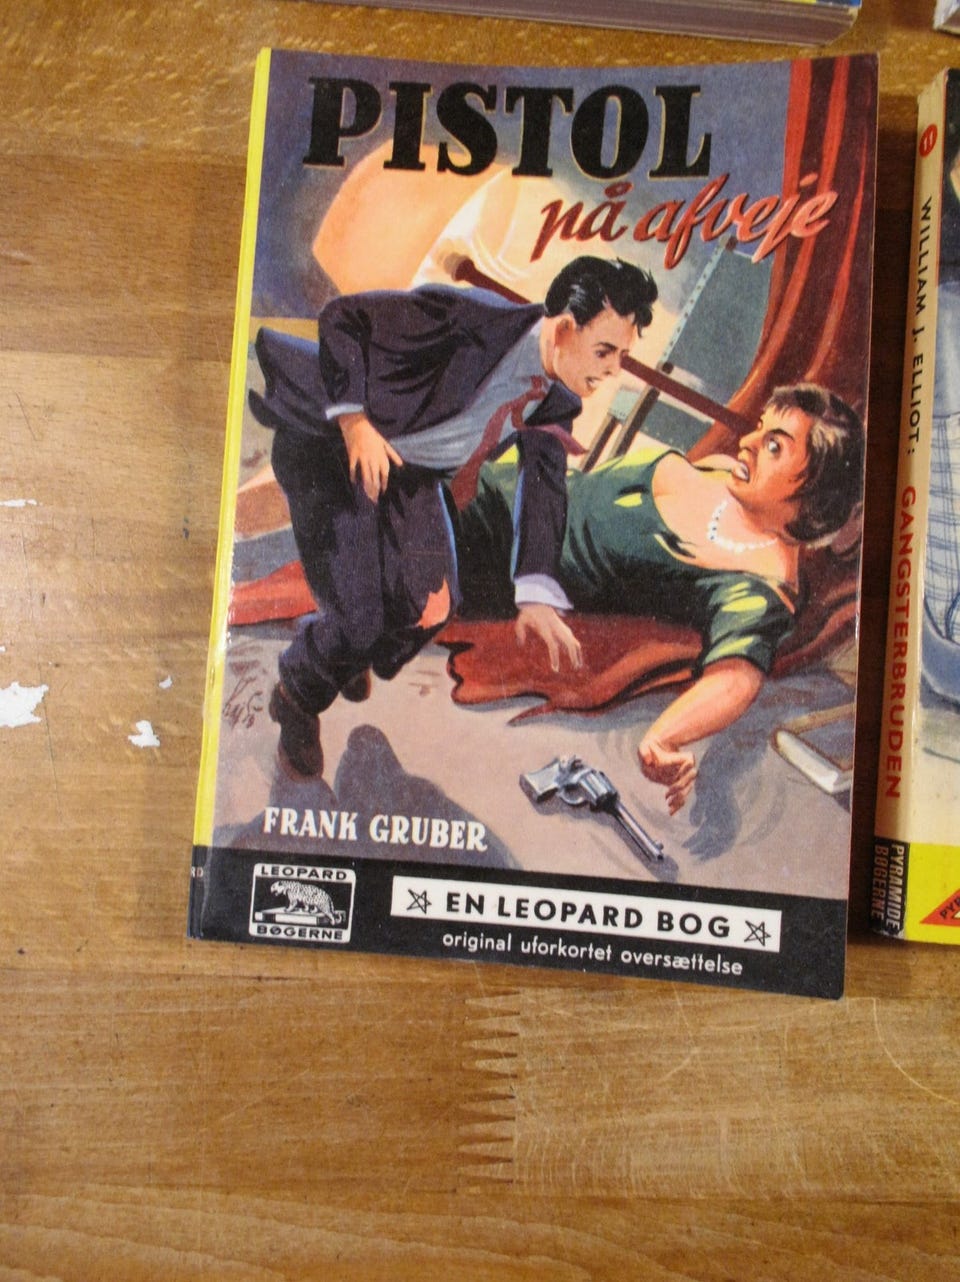 PISTOL
på afveje
FRANK GRUBER
LEOPARD
BØGERNE
EN LEOPARD BOG
original uforkortet oversættelse
WILLIAM J. ELLIOT: GANGSTERBRUDEN
PYRAMIDE
BØGERNE